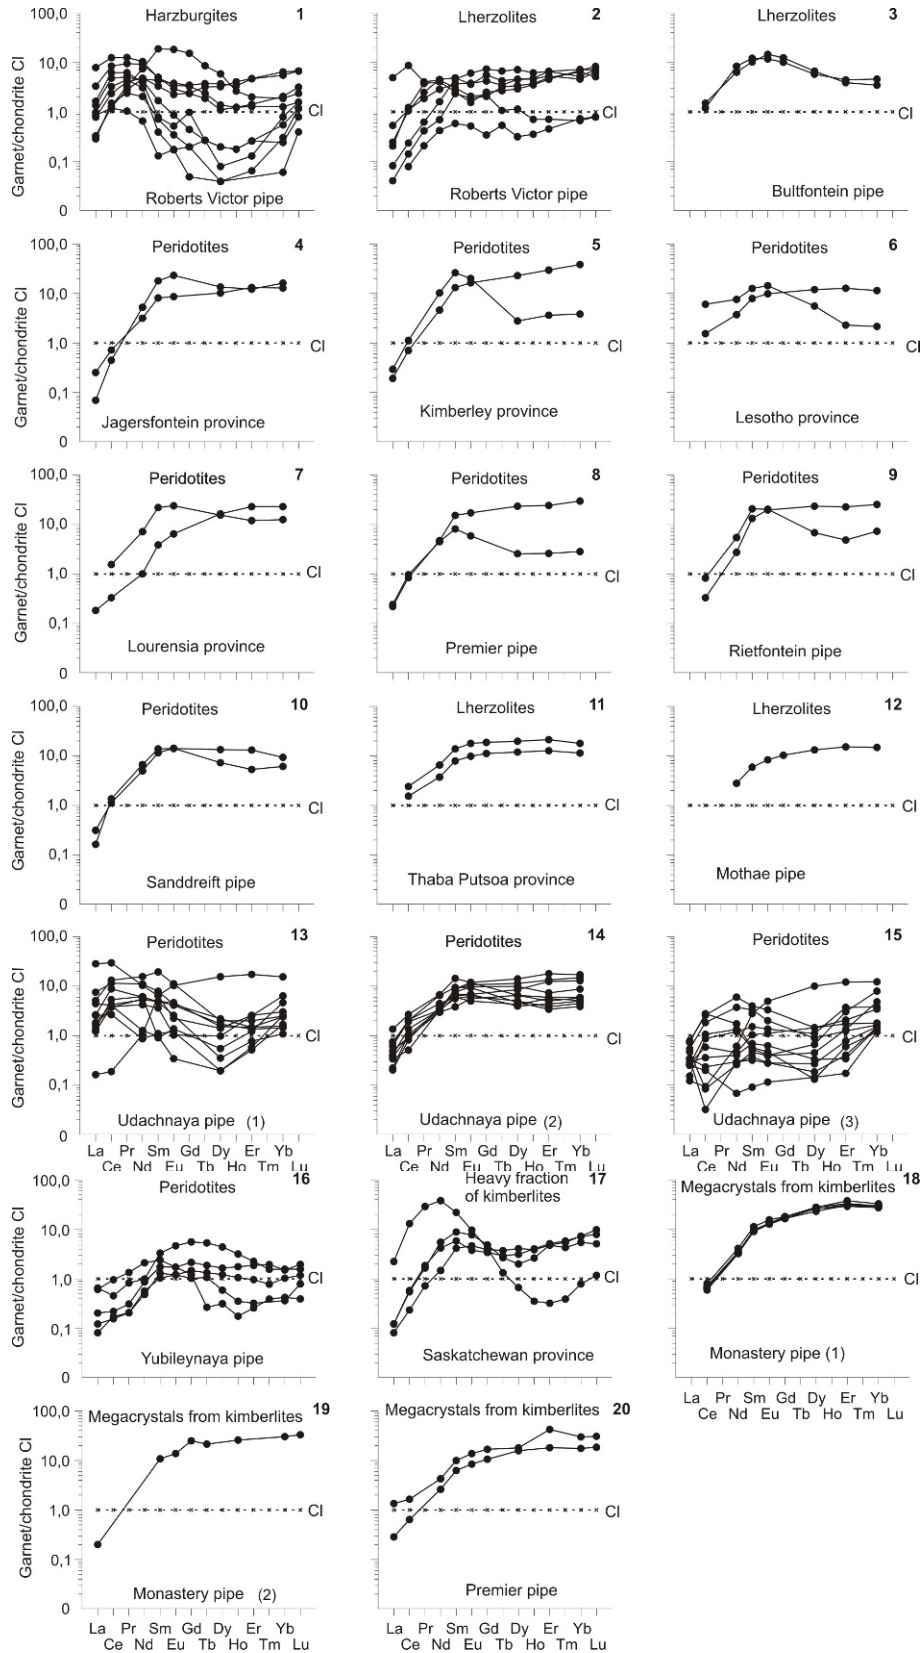 Harzburgites 1
Garnet/chondrite CI
100,0
10,0
1,0
0,1
0
CI
Roberts Victor pipe
Lherzolites 2
CI
Roberts Victor pipe
Lherzolites 3
CI
Bultfontein pipe
Peridotites 4
Garnet/chondrite CI
100,0
10,0
1,0
0,1
0
CI
Jagersfontein province
Peridotites 5
CI
Kimberley province
Peridotites 6
CI
Lesotho province
Peridotites 7
Garnet/chondrite CI
100,0
10,0
1,0
0,1
0
CI
Lourensia province
Peridotites 8
CI
Premier pipe
Peridotites 9
CI
Rietfontein pipe
Peridotites 10
Garnet/chondrite CI
100,0
10,0
1,0
0,1
0
CI
Sanddreift pipe
Lherzolites 11
CI
Thaba Putsoa province
Lherzolites 12
CI
Mothae pipe
Peridotites 13
Garnet/chondrite CI
100,0
10,0
1,0
0,1
0
CI
Udachnaya pipe (1)
La Pr Sm Gd Dy Er Yb
Ce Nd Eu Tb Ho Tm Lu
Peridotites 14
CI
Udachnaya pipe (2)
La Pr Sm Gd Dy Er Yb
Ce Nd Eu Tb Ho Tm Lu
Peridotites 15
CI
Udachnaya pipe (3)
La Pr Sm Gd Dy Er Yb
Ce Nd Eu Tb Ho Tm Lu
Peridotites 16
Garnet/chondrite CI
100,0
10,0
1,0
0,1
0
CI
Yubileynaya pipe
Heavy fraction 17
of kimberlites
CI
Saskatchewan province
Megacrystals from kimberlites 18
CI
Monastery pipe (1)
La Pr Sm Gd Dy Er Yb
Ce Nd Eu Tb Ho Tm Lu
Megacrystals from kimberlites 19
Garnet/chondrite CI
100,0
10,0
1,0
0,1
0
CI
Monastery pipe (2)
La Pr Sm Gd Dy Er Yb
Ce Nd Eu Tb Ho Tm Lu
Megacrystals from kimberlites 20
CI
Premier pipe
La Pr Sm Gd Dy Er Yb
Ce Nd Eu Tb Ho Tm Lu